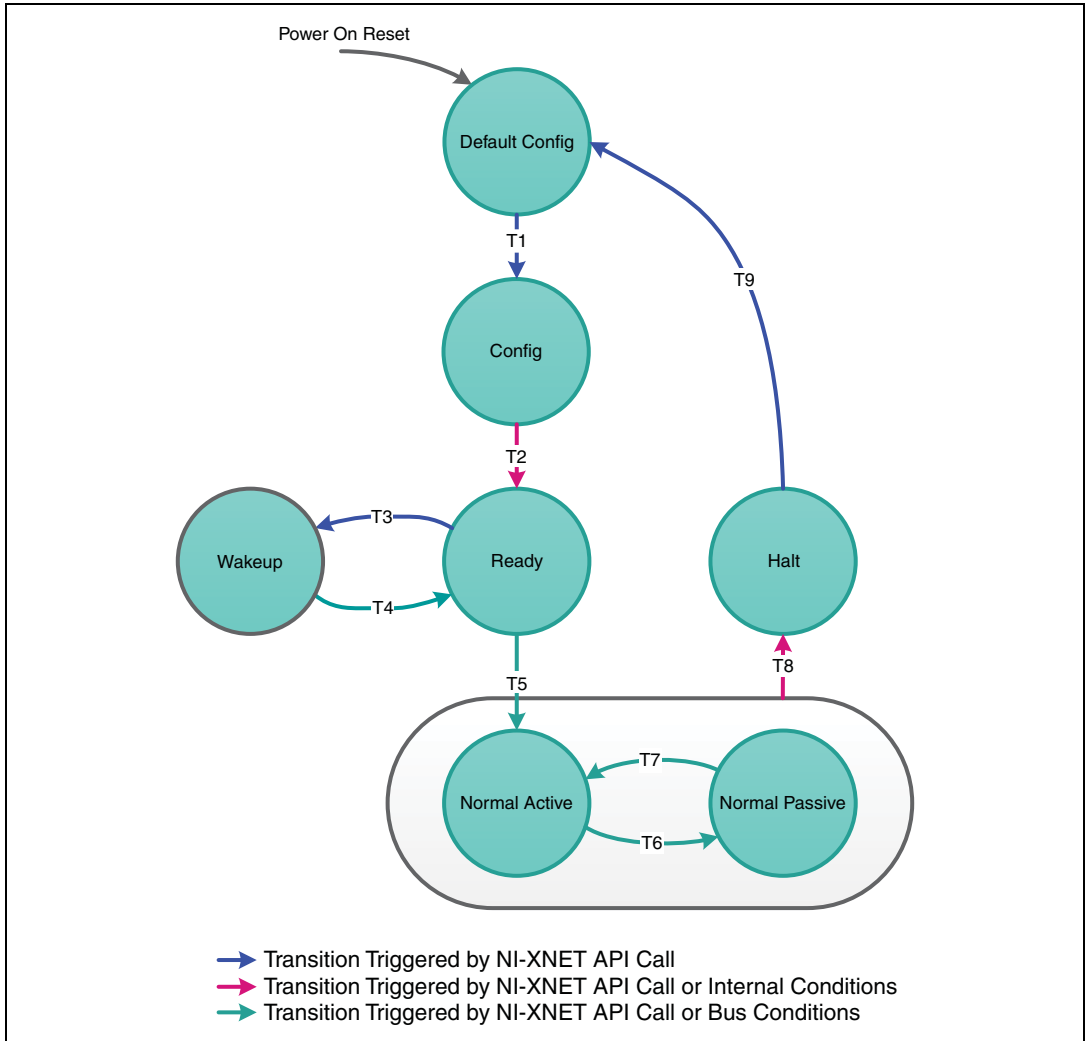 Power On Reset
Default Config
T1
T9
Config
T2
T3
Wakeup
Ready
Halt
T4
T8
T5
T7
Normal Active
Normal Passive
T6
Transition Triggered by NI-XNET API Call
Transition Triggered by NI-XNET API Call or Internal Conditions
Transition Triggered by NI-XNET API Call or Bus Conditions